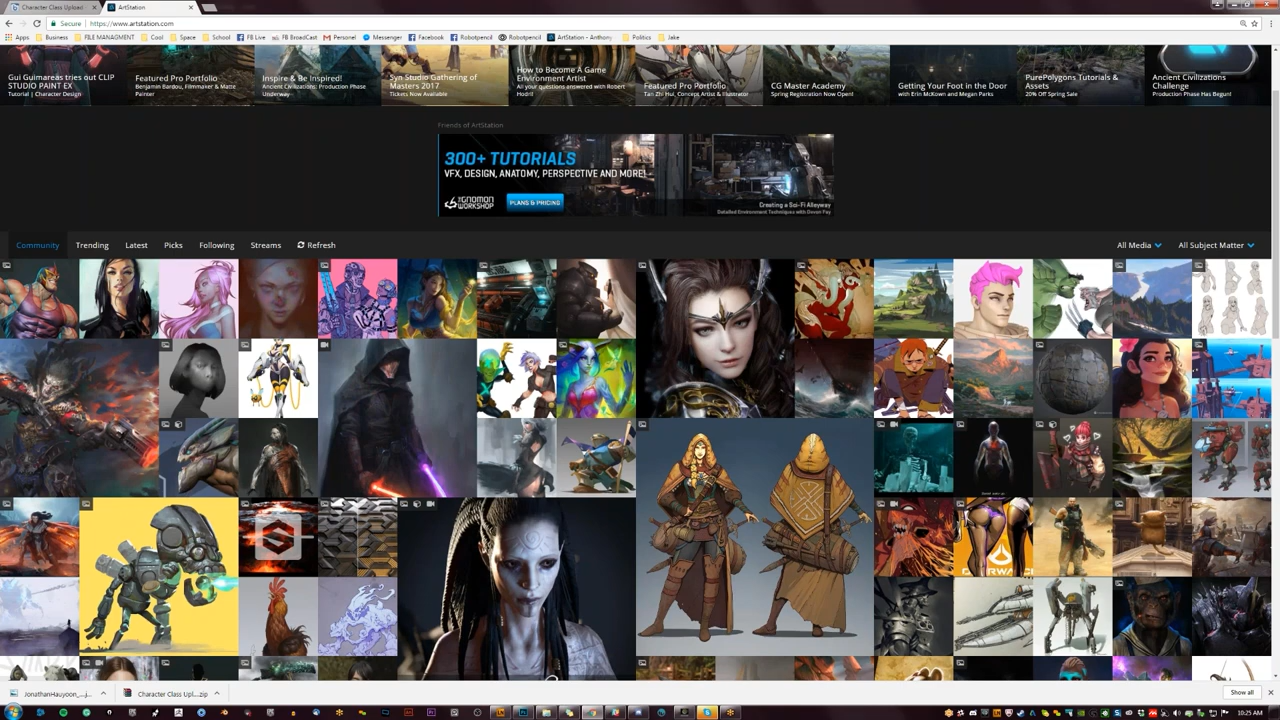 Character Class Upload
ArtStation
Secure
https://www.artstation.com
Apps
Business
FILE MANAGMENT
Cool
Space
School
FB Live
FB BroadCast
Personel
Messenger
Facebook
Robotpencil
Robotpencil
ArtStation - Anthony
Politics
Jake
Gui Guimaraes tries out CLIP
STUDIO PAINT EX
Tutorial | Character Design
Featured Pro Portfolio
Benjamin Bardou, Filmmaker & Matte
Painter
Inspire & Be Inspired!
Ancient Civilizations: Production Phase
Underway
Syn Studio Gathering of
Masters 2017
Tickets Now Available
How to Become A Game
Environment Artist
All your questions answered with Robert
Hodri!
Featured Pro Portfolio
Tan Zhi Hui, Concept Artist & Illustrator
CG Master Academy
Spring Registration Now Open!
Getting Your Foot in the Door
with Erin McKown and Megan Parks
PurePolygons Tutorials &
Assets
20% Off Spring Sale
Ancient Civilizations
Challenge
Production Phase Has Begun!
Friends of ArtStation
300+ TUTORIALS
VFX, DESIGN, ANATOMY, PERSPECTIVE AND MORE!
THE GNOMON
WORKSHOP
PLANS & PRICING
Creating a Sci-Fi Alleyway
Detailed Environment Techniques with Devon Fay
Community
Trending
Latest
Picks
Following
Streams
Refresh
All Media
All Subject Matter
JonathanHauyoon_...j...
Character Class Upl....zip
Show all
10:25 AM